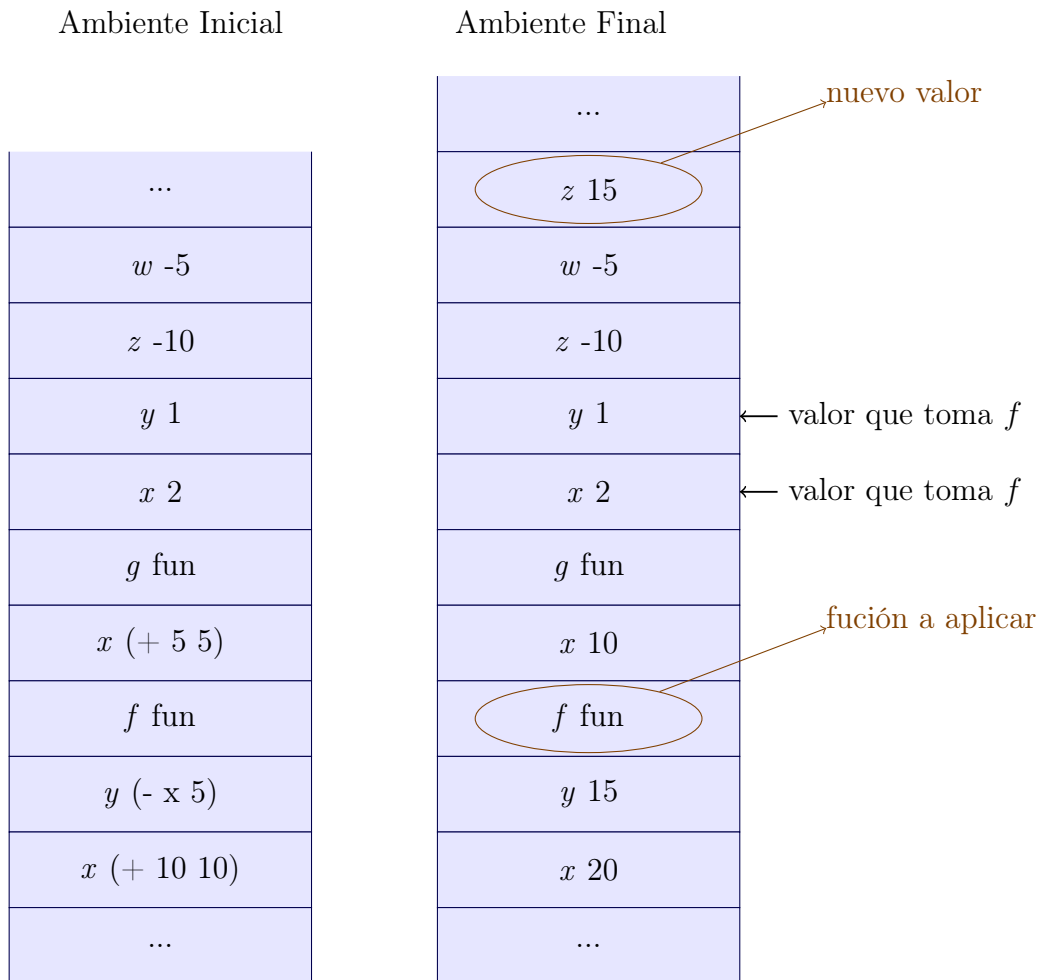 Ambiente Inicial
Ambiente Final
...
w -5
z -10
y 1
x 2
g fun
x (+ 5 5)
f fun
y (- x 5)
x (+ 10 10)
...
...
z 15
w -5
z -10
y 1
x 2
g fun
x 10
f fun
y 15
x 20
...
nuevo valor
valor que toma f
valor que toma f
fución a aplicar